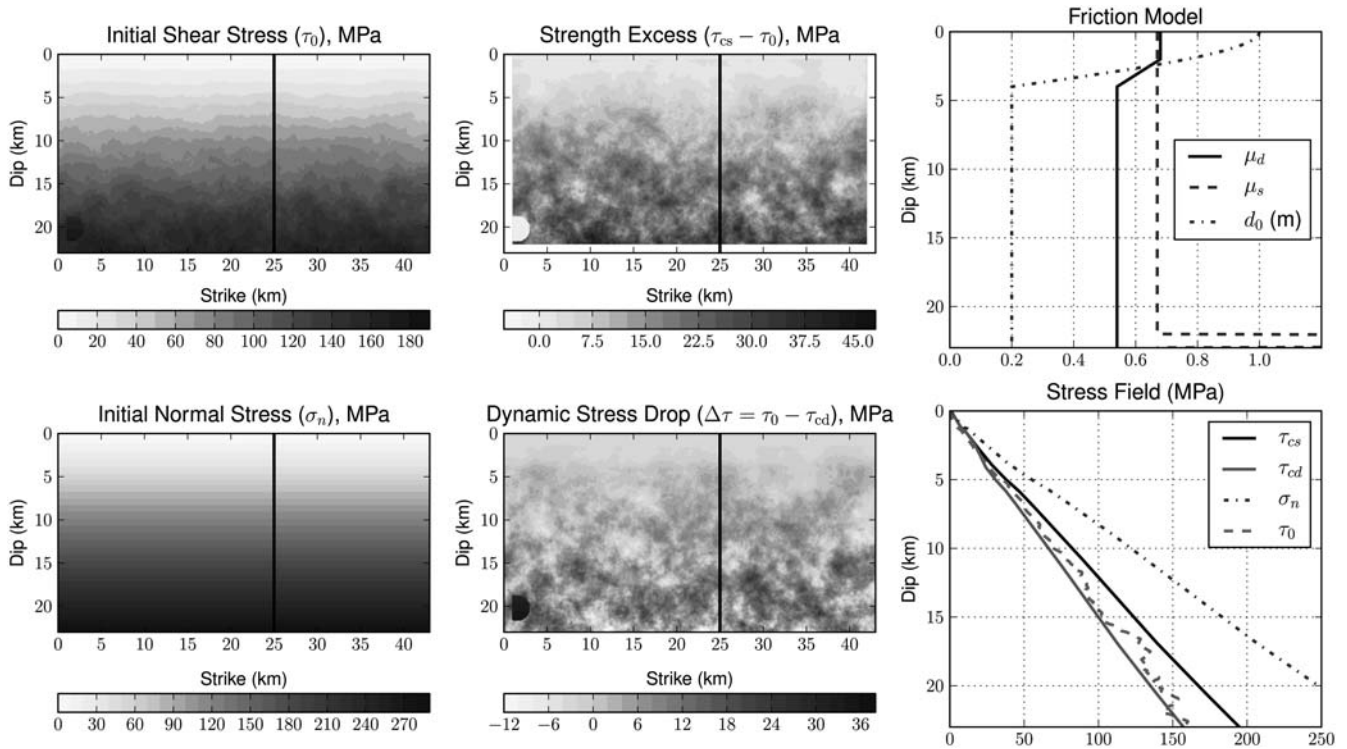 Initial Shear Stress (τ₀), MPa
0
5
10
15
20
Dip (km)
0 5 10 15 20 25 30 35 40
Strike (km)
0 20 40 60 80 100 120 140 160 180
Strength Excess (τcs − τ₀), MPa
0
5
10
15
20
Dip (km)
0 5 10 15 20 25 30 35 40
Strike (km)
0.0 7.5 15.0 22.5 30.0 37.5 45.0
Friction Model
0
5
10
15
20
Dip (km)
μd
μs
d₀ (m)
0.0 0.2 0.4 0.6 0.8 1.0
Initial Normal Stress (σn), MPa
0
5
10
15
20
Dip (km)
0 5 10 15 20 25 30 35 40
Strike (km)
0 30 60 90 120 150 180 210 240 270
Dynamic Stress Drop (Δτ = τ₀ − τcd), MPa
0
5
10
15
20
Dip (km)
0 5 10 15 20 25 30 35 40
Strike (km)
−12 −6 0 6 12 18 24 30 36
Stress Field (MPa)
0
5
10
15
20
Dip (km)
τcs
τcd
σn
τ₀
0 50 100 150 200 250